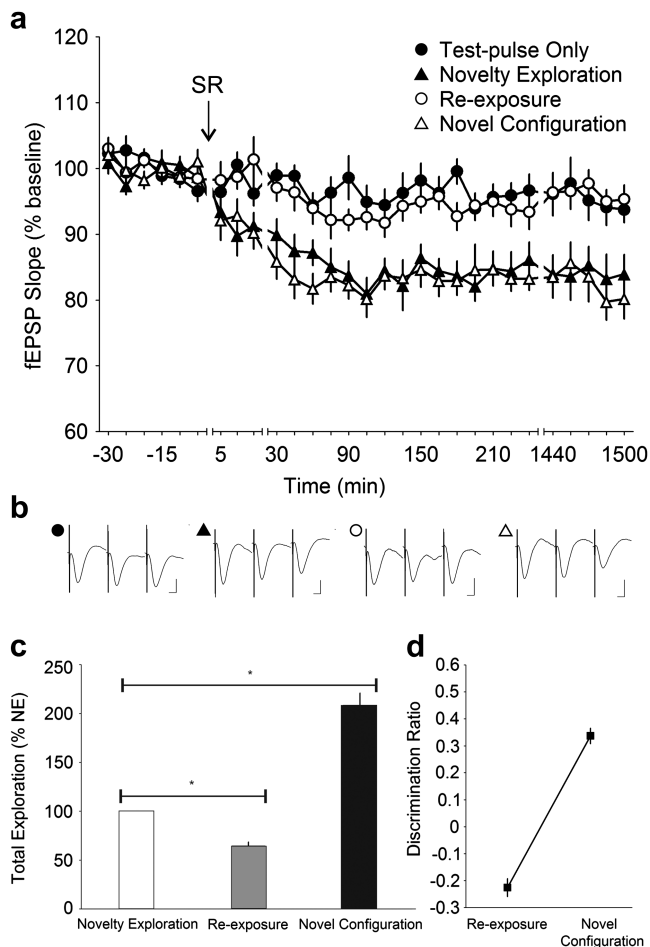 a
120
110
100
90
80
70
60
fEPSP Slope (% baseline)
SR
Test-pulse Only
Novelty Exploration
Re-exposure
Novel Configuration
-30 -15 5 30 90 150 210 1440 1500
Time (min)
b
c
250
200
150
100
50
0
Total Exploration (% NE)
*
*
Novelty Exploration Re-exposure Novel Configuration
d
0.6
0.5
0.4
0.3
0.2
0.1
0
-0.1
-0.2
-0.3
Discrimination Ratio
Re-exposure Novel
Configuration